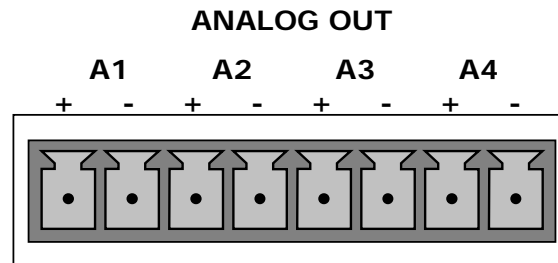 ANALOG OUT
A1 A2 A3 A4
+ - + - + - + -